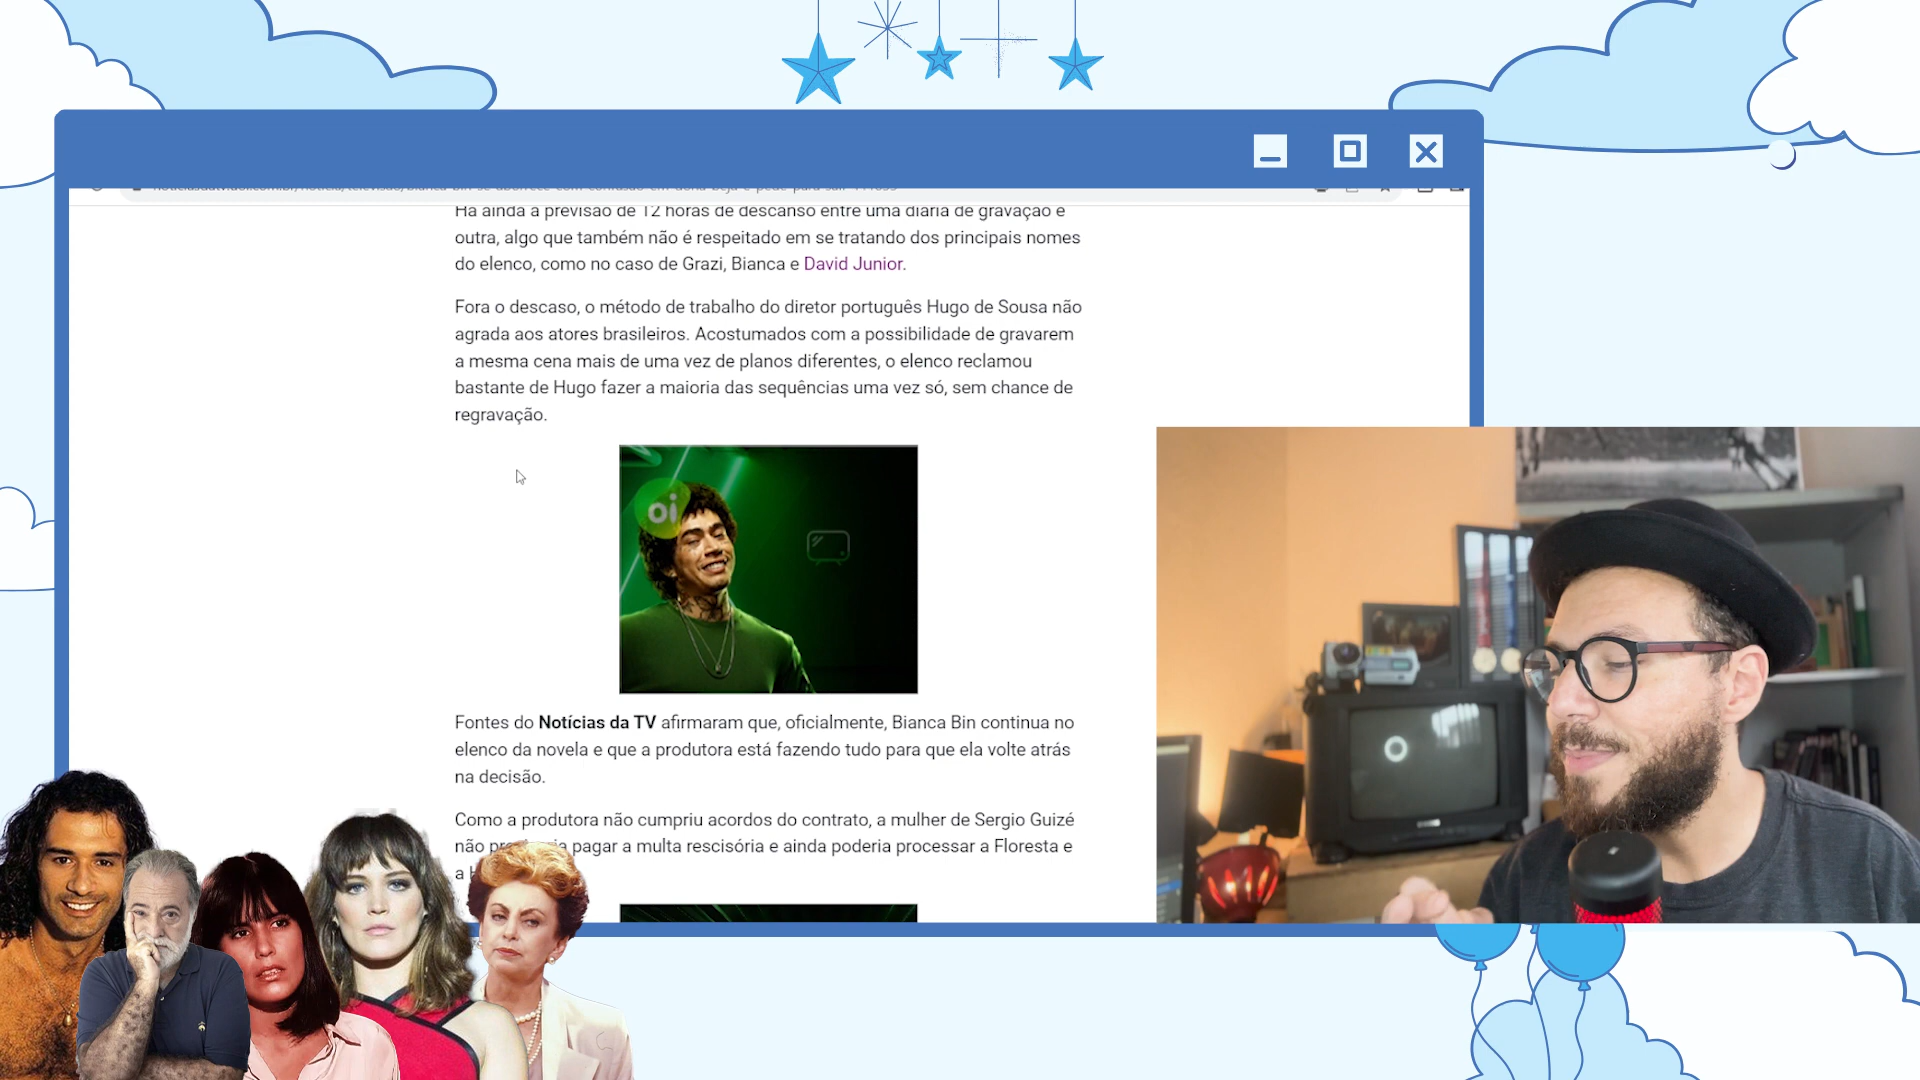 Há ainda a previsão de 12 horas de descanso entre uma diária de gravação e
outra, algo que também não é respeitado em se tratando dos principais nomes
do elenco, como no caso de Grazi, Bianca e David Junior.
Fora o descaso, o método de trabalho do diretor português Hugo de Sousa não
agrada aos atores brasileiros. Acostumados com a possibilidade de gravarem
a mesma cena mais de uma vez de planos diferentes, o elenco reclamou
bastante de Hugo fazer a maioria das sequências uma vez só, sem chance de
regravação.
oi
Fontes do Notícias da TV afirmaram que, oficialmente, Bianca Bin continua no
elenco da novela e que a produtora está fazendo tudo para que ela volte atrás
na decisão.
Como a produtora não cumpriu acordos do contrato, a mulher de Sergio Guizé
não pagar a multa rescisória e ainda poderia processar a Floresta e
a